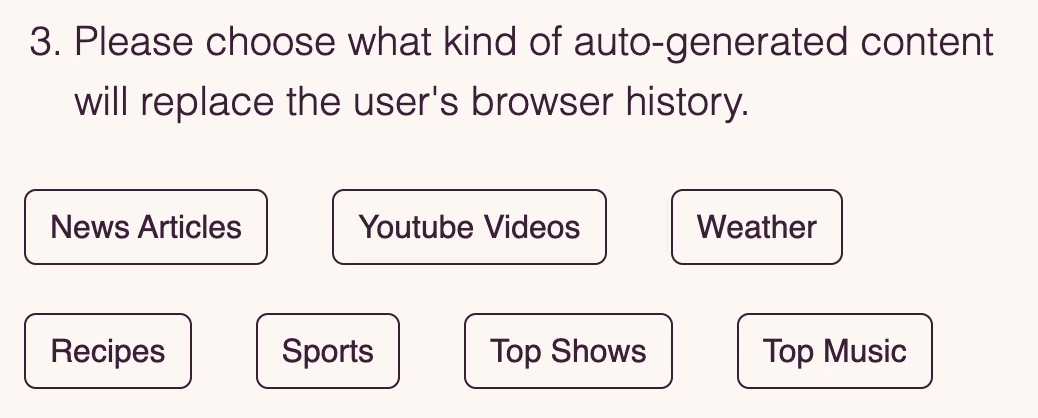 3. Please choose what kind of auto-generated content
will replace the user's browser history.
News Articles
Youtube Videos
Weather
Recipes
Sports
Top Shows
Top Music